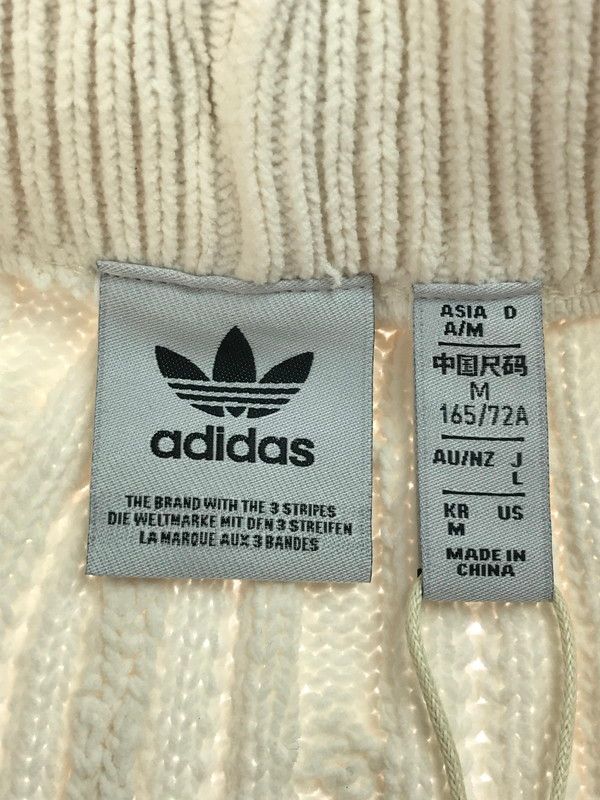 adidas
THE BRAND WITH THE 3 STRIPES
DIE WELTMARKE MIT DEN 3 STREIFEN
LA MARQUE AUX 3 BANDES
ASIA D
A/M
中国尺码
M
165/72A
AU/NZ J
L
KR US
M
MADE IN
CHINA